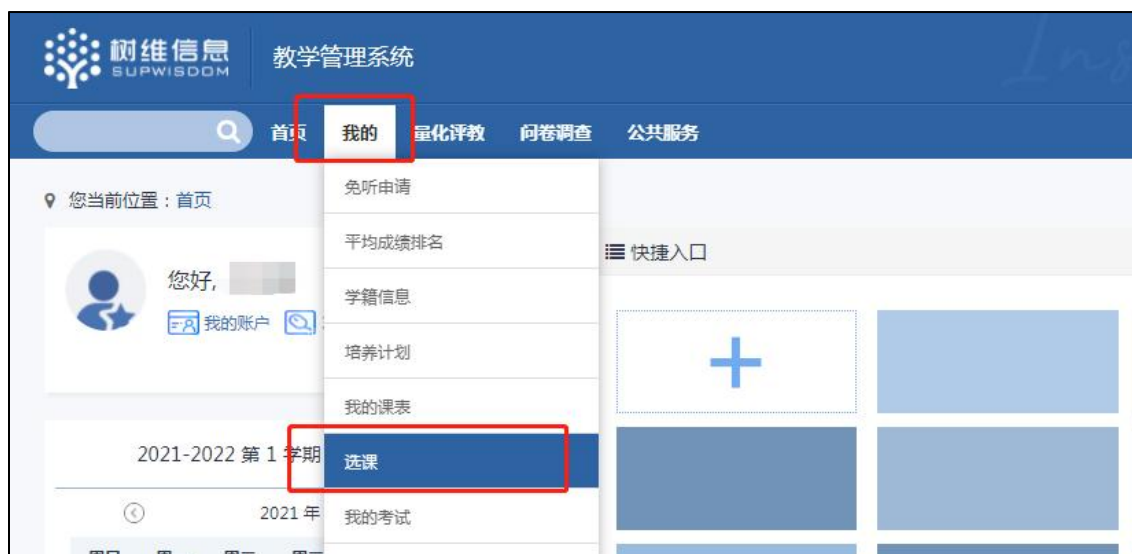 树维信息
SUPWISDOM
教学管理系统
Ins
首页 我的 量化评教 问卷调查 公共服务
您当前位置：首页
免听申请
平均成绩排名
学籍信息
培养计划
我的课表
选课
我的考试
快捷入口
您好,
我的账户
2021-2022 第 1 学期
2021 年